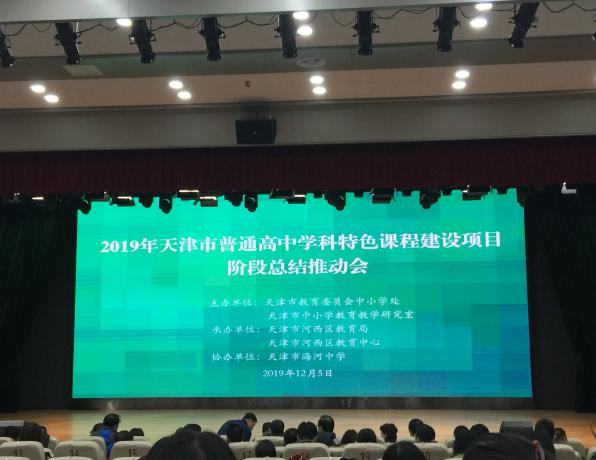 2019年天津市普通高中学科特色课程建设项目
阶段总结推动会
主办单位：天津市教育委员会中小学处
天津市中小学教育教学研究室
承办单位：天津市河西区教育局
天津市河西区教育中心
协办单位：天津市海河中学
2019年12月5日